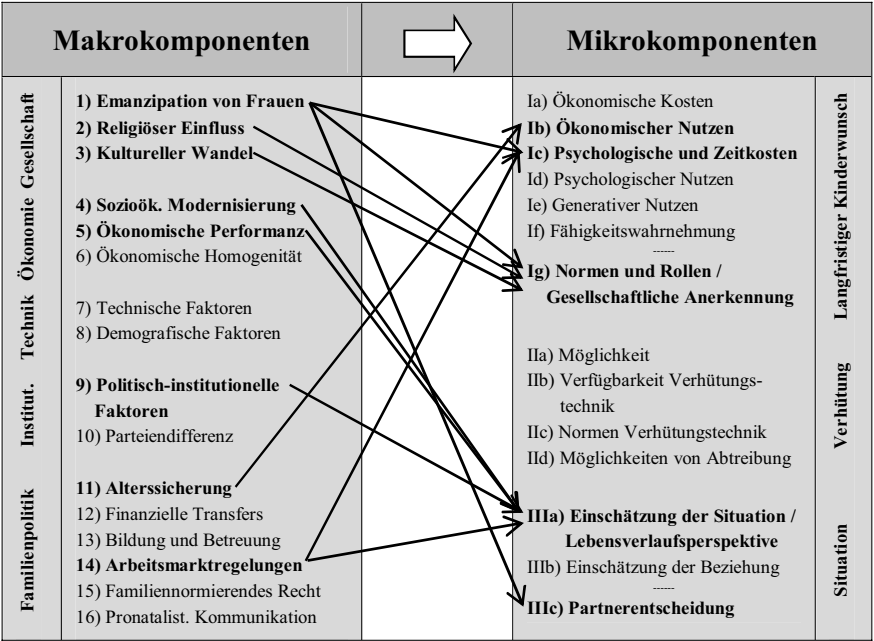 Makrokomponenten
Mikrokomponenten
Gesellschaft
1) Emanzipation von Frauen
2) Religiöser Einfluss
3) Kultureller Wandel
Ökonomie
4) Sozioök. Modernisierung
5) Ökonomische Performanz
6) Ökonomische Homogenität
Technik
7) Technische Faktoren
8) Demografische Faktoren
Institut.
9) Politisch-institutionelle
Faktoren
10) Parteiendifferenz
Familienpolitik
11) Alterssicherung
12) Finanzielle Transfers
13) Bildung und Betreuung
14) Arbeitsmarktregelungen
15) Familiennormierendes Recht
16) Pronatalist. Kommunikation
Ia) Ökonomische Kosten
Ib) Ökonomischer Nutzen
Ic) Psychologische und Zeitkosten
Id) Psychologischer Nutzen
Ie) Generativer Nutzen
If) Fähigkeitswahrnehmung
------
Ig) Normen und Rollen /
Gesellschaftliche Anerkennung
Langfristiger Kinderwunsch
IIa) Möglichkeit
IIb) Verfügbarkeit Verhütungs-
technik
IIc) Normen Verhütungstechnik
IId) Möglichkeiten von Abtreibung
Verhütung
IIIa) Einschätzung der Situation /
Lebensverlaufsperspektive
IIIb) Einschätzung der Beziehung
------
IIIc) Partnerentscheidung
Situation